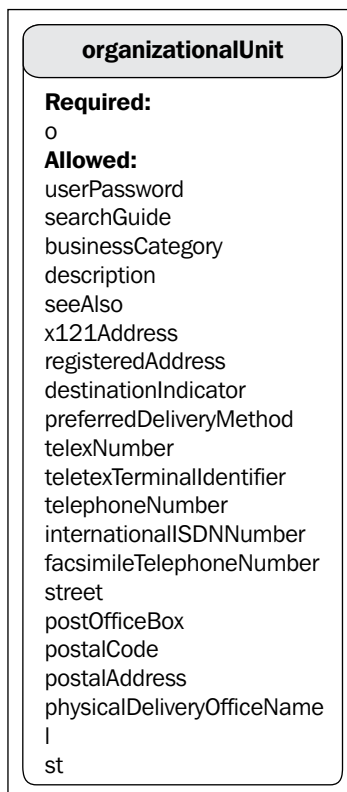 organizationalUnit
Required:
o
Allowed:
userPassword
searchGuide
businessCategory
description
seeAlso
x121Address
registeredAddress
destinationIndicator
preferredDeliveryMethod
telexNumber
teletexTerminalIdentifier
telephoneNumber
internationalISDNNumber
facsimileTelephoneNumber
street
postOfficeBox
postalCode
postalAddress
physicalDeliveryOfficeName
l
st